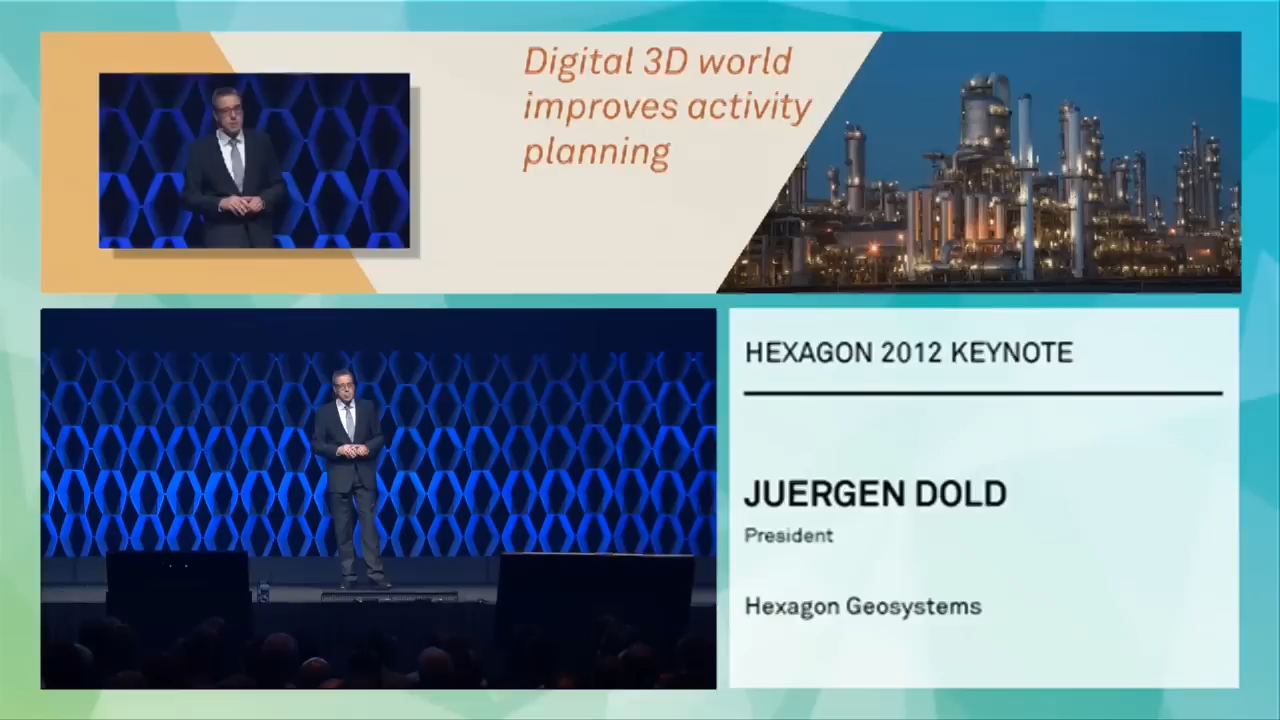 Digital 3D world
improves activity
planning
HEXAGON 2012 KEYNOTE
JUERGEN DOLD
President
Hexagon Geosystems